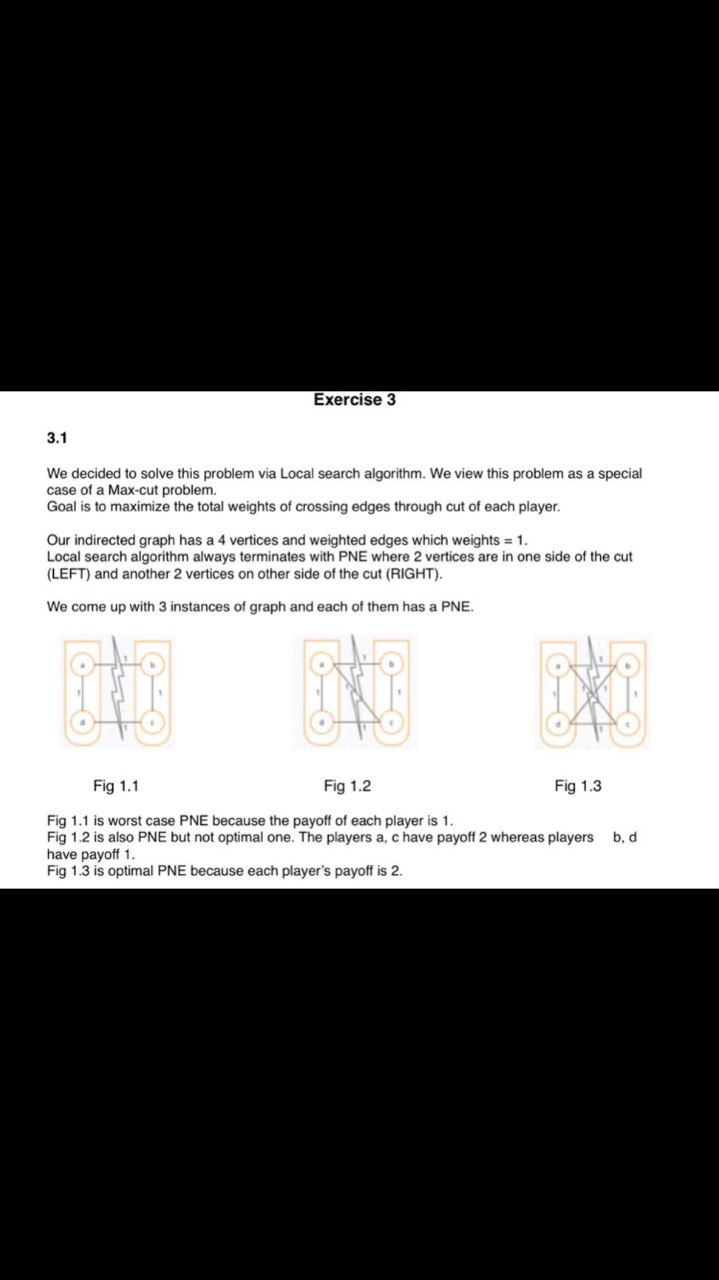 Exercise 3
3.1
We decided to solve this problem via Local search algorithm. We view this problem as a special
case of a Max-cut problem.
Goal is to maximize the total weights of crossing edges through cut of each player.
Our indirected graph has a 4 vertices and weighted edges which weights = 1.
Local search algorithm always terminates with PNE where 2 vertices are in one side of the cut
(LEFT) and another 2 vertices on other side of the cut (RIGHT).
We come up with 3 instances of graph and each of them has a PNE.
a 1 b a 1 b a 1 b
1 1 1 1 1 1 1
d 1 c d 1 c d 1 c
Fig 1.1 Fig 1.2 Fig 1.3
Fig 1.1 is worst case PNE because the payoff of each player is 1.
Fig 1.2 is also PNE but not optimal one. The players a, c have payoff 2 whereas players b, d
have payoff 1.
Fig 1.3 is optimal PNE because each player's payoff is 2.